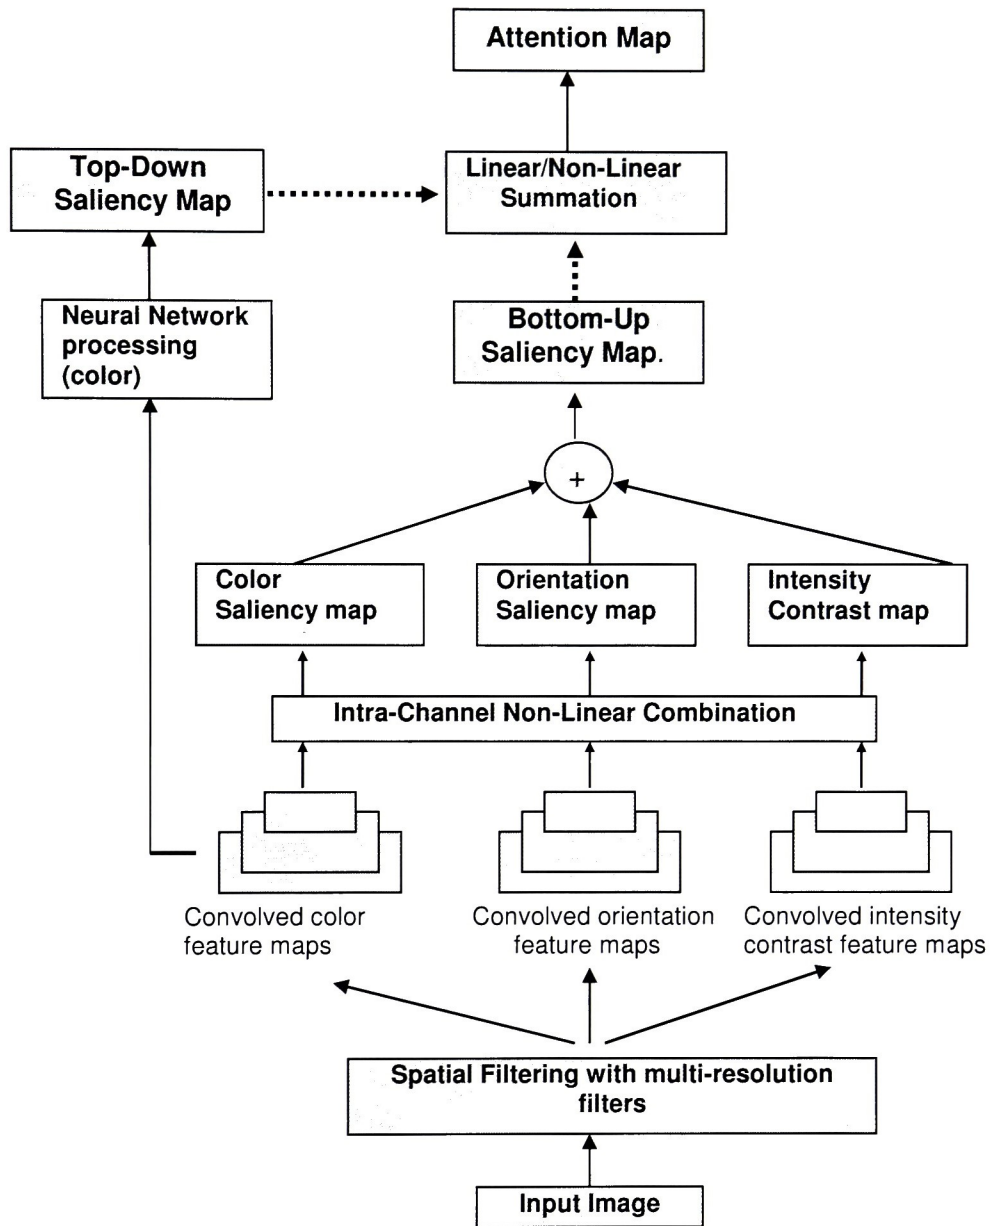 Attention Map
Top-Down
Saliency Map
Linear/Non-Linear
Summation
Neural Network
processing
(color)
Bottom-Up
Saliency Map.
+
Color
Saliency map
Orientation
Saliency map
Intensity
Contrast map
Intra-Channel Non-Linear Combination
Convolved color
feature maps
Convolved orientation
feature maps
Convolved intensity
contrast feature maps
Spatial Filtering with multi-resolution
filters
Input Image